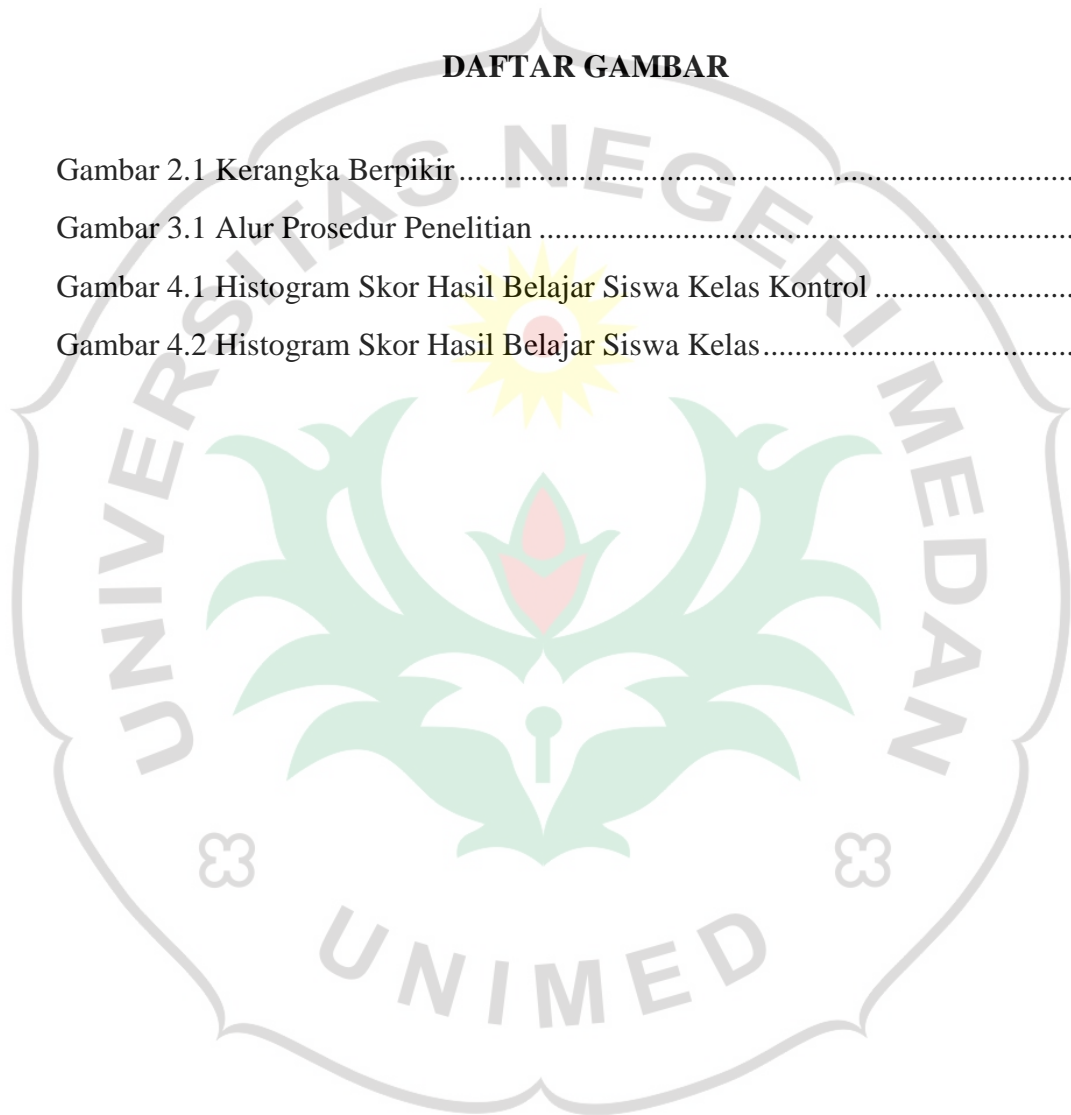 DAFTAR GAMBAR
Gambar 2.1 Kerangka Berpikir..............................................................................
Gambar 3.1 Alur Prosedur Penelitian ....................................................................
Gambar 4.1 Histogram Skor Hasil Belajar Siswa Kelas Kontrol .........................
Gambar 4.2 Histogram Skor Hasil Belajar Siswa Kelas.......................................
UNIVERSITAS NEGERI MEDAN
UNIMED